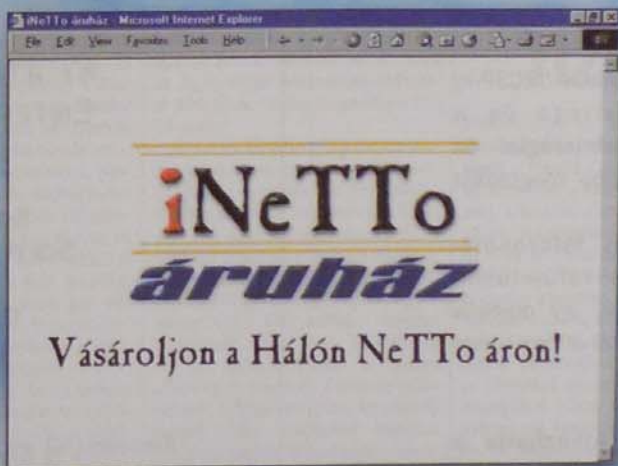 iNeTTo áruház - Microsoft Internet Explorer
File Edit View Favorites Tools Help
iNeTTo
áruház
Vásároljon a Hálón NeTTo áron!